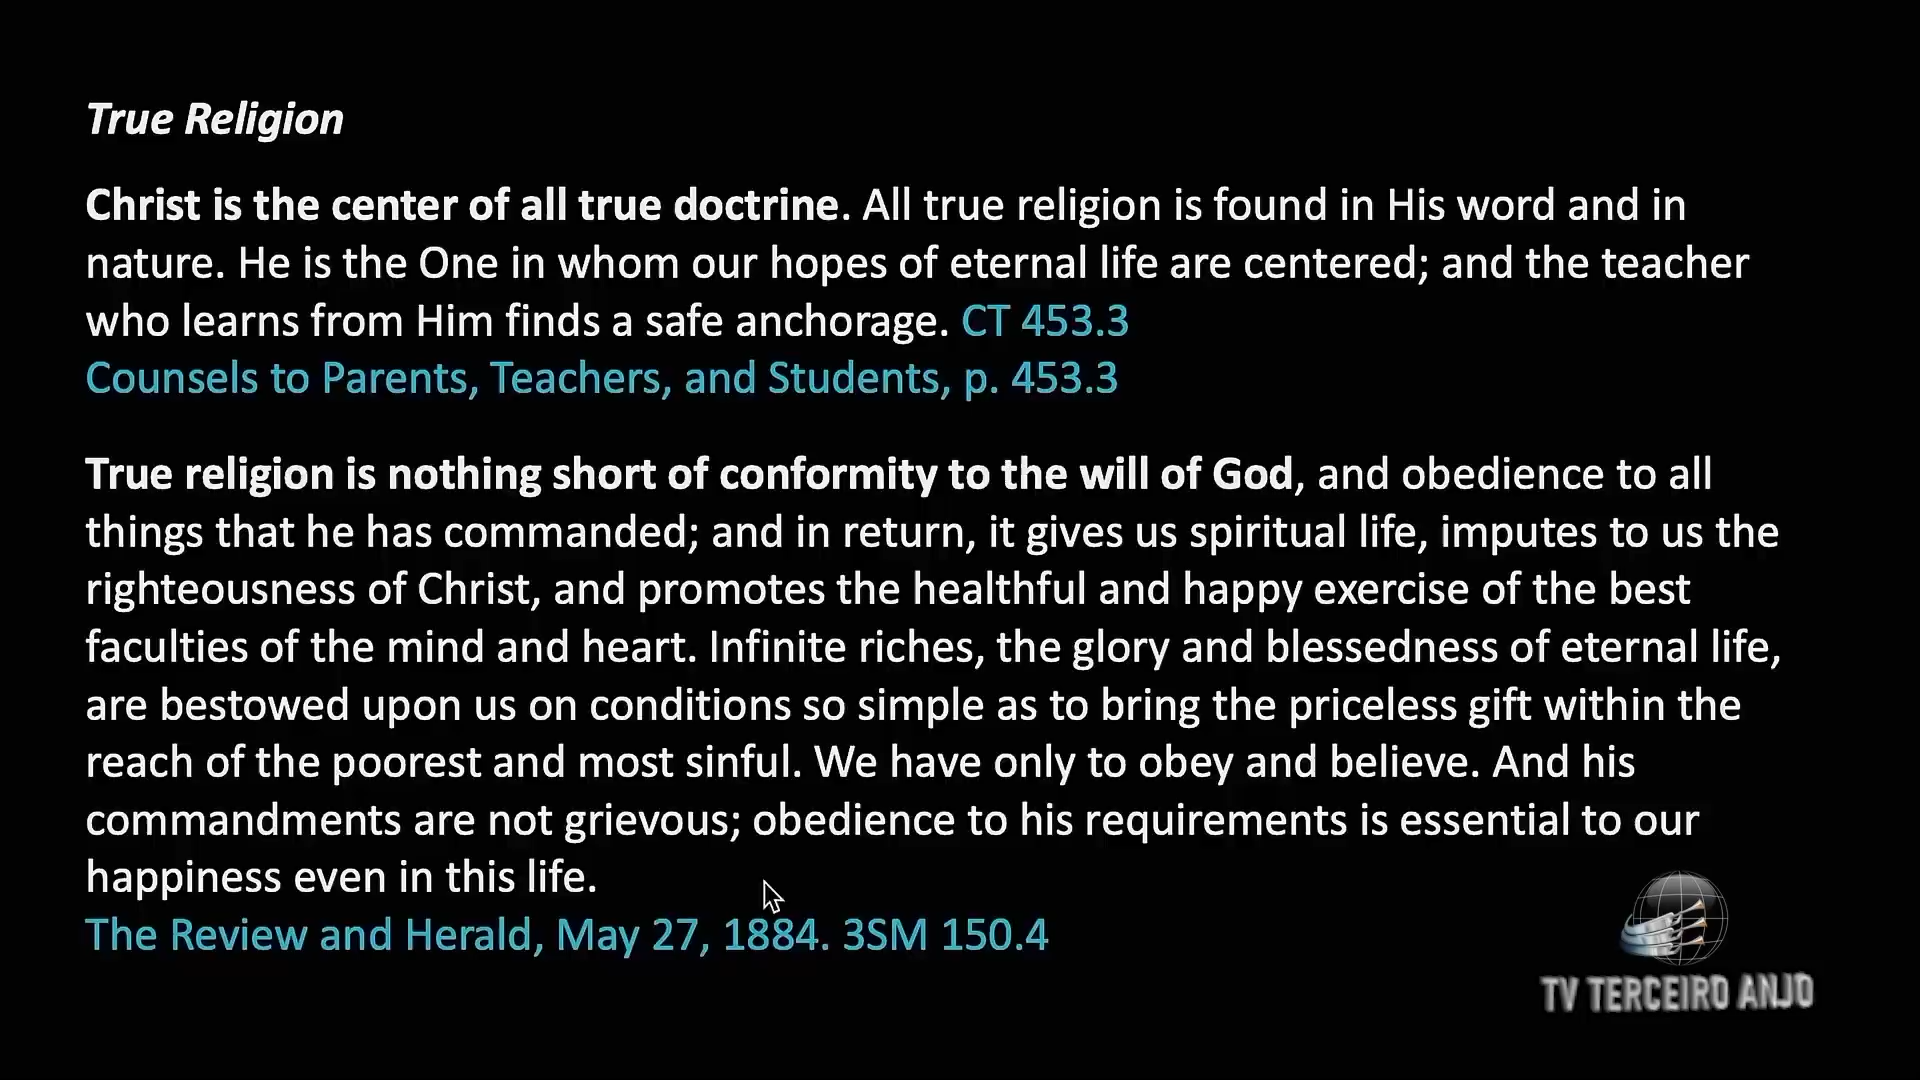 True Religion
Christ is the center of all true doctrine. All true religion is found in His word and in
nature. He is the One in whom our hopes of eternal life are centered; and the teacher
who learns from Him finds a safe anchorage. CT 453.3
Counsels to Parents, Teachers, and Students, p. 453.3
True religion is nothing short of conformity to the will of God, and obedience to all
things that he has commanded; and in return, it gives us spiritual life, imputes to us the
righteousness of Christ, and promotes the healthful and happy exercise of the best
faculties of the mind and heart. Infinite riches, the glory and blessedness of eternal life,
are bestowed upon us on conditions so simple as to bring the priceless gift within the
reach of the poorest and most sinful. We have only to obey and believe. And his
commandments are not grievous; obedience to his requirements is essential to our
happiness even in this life.
The Review and Herald, May 27, 1884. 3SM 150.4
TV TERCEIRO ANJO